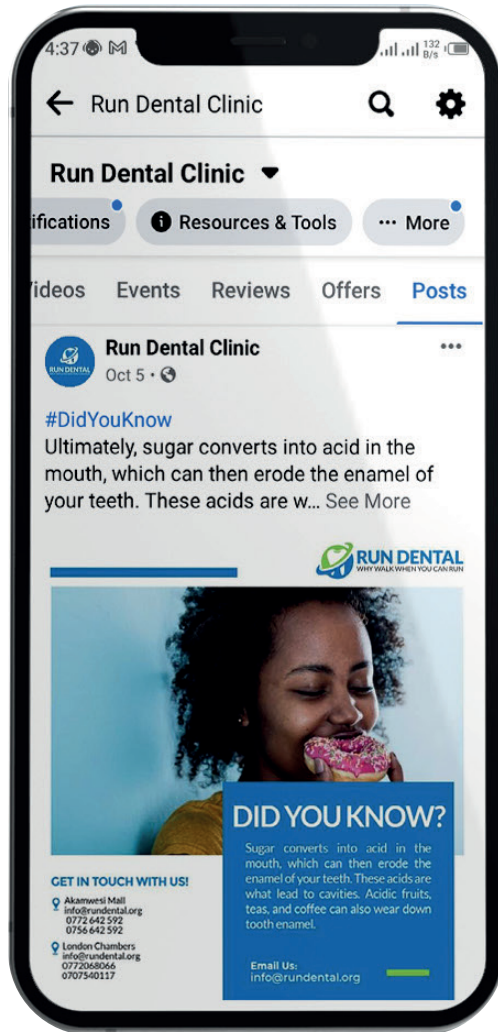 4:37
132
B/s
Run Dental Clinic
Run Dental Clinic
ifications
Resources & Tools
··· More
Videos Events Reviews Offers Posts
Run Dental Clinic
Oct 5 ·
RUN DENTAL
#DidYouKnow
Ultimately, sugar converts into acid in the
mouth, which can then erode the enamel of
your teeth. These acids are w... See More
RUN DENTAL
WHY WALK WHEN YOU CAN RUN
DID YOU KNOW?
Sugar converts into acid in the
mouth, which can then erode the
enamel of your teeth. These acids are
what lead to cavities. Acidic fruits,
teas, and coffee can also wear down
tooth enamel.
Email Us:
info@rundental.org
GET IN TOUCH WITH US!
Akamwesi Mall
info@rundental.org
0772 642 592
0756 642 592
London Chambers
info@rundental.org
0772068066
0707540117